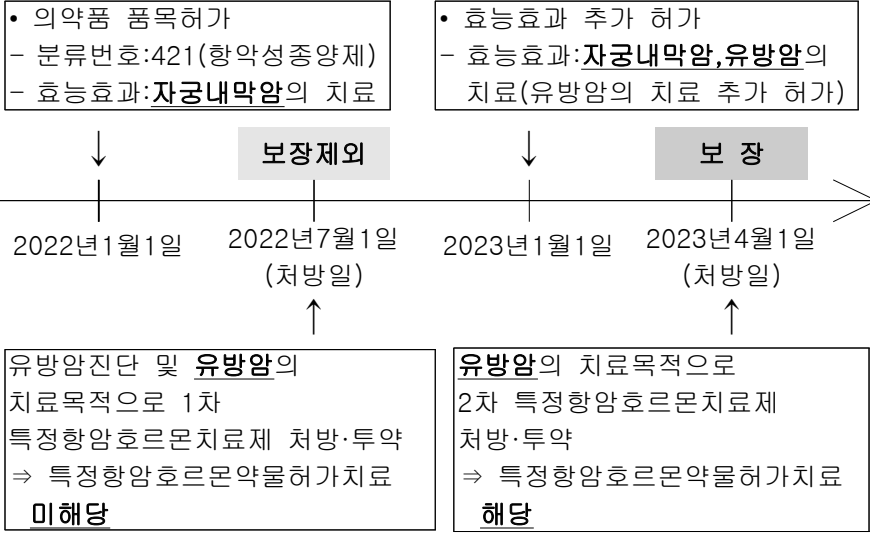 • 의약품 품목허가
- 분류번호:421(항악성종양제)
- 효능효과:자궁내막암의 치료
• 효능효과 추가 허가
- 효능효과:자궁내막암,유방암의
치료(유방암의 치료 추가 허가)
보장제외
보 장
2022년1월1일
2022년7월1일
(처방일)
2023년1월1일
2023년4월1일
(처방일)
유방암진단 및 유방암의
치료목적으로 1차
특정항암호르몬치료제 처방·투약
⇒ 특정항암호르몬약물허가치료
미해당
유방암의 치료목적으로
2차 특정항암호르몬치료제
처방·투약
⇒ 특정항암호르몬약물허가치료
해당